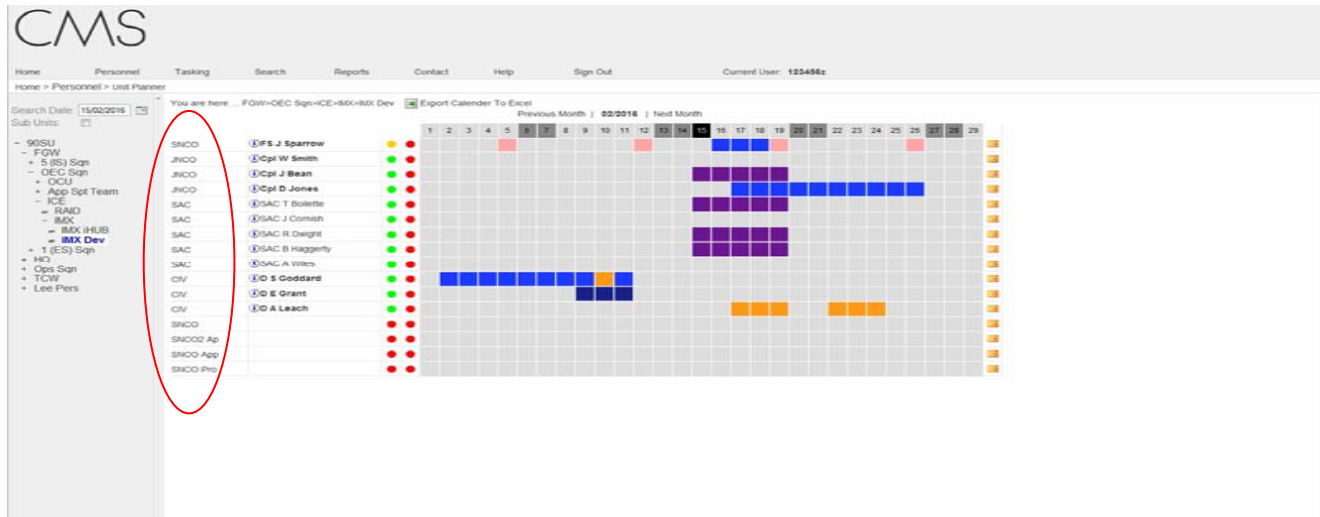 CMS
Home Personnel Tasking Search Reports Contact Help Sign Out Current User: 123456z
Home > Personnel > Unit Planner
Search Date: 15/02/2016
Sub Units:
- 90SU
- FGW
+ 5 (IS) Sqn
- OEC Sqn
+ OCU
+ App Spt Team
- ICE
RAID
- IMX
IMX iHUB
IMX Dev
+ 1 (ES) Sqn
+ HQ
+ Ops Sqn
+ TCW
+ Lee Pers
You are here ... FGW>OEC Sqn>ICE>IMX>IMX Dev Export Calender To Excel
Previous Month | 02/2016 | Next Month
1 2 3 4 5 6 7 8 9 10 11 12 13 14 15 16 17 18 19 20 21 22 23 24 25 26 27 28 29
SNCO FS J Sparrow
JNCO Cpl W Smith
JNCO Cpl J Bean
JNCO Cpl D Jones
SAC SAC T Boilette
SAC SAC J Cornish
SAC SAC R Dwight
SAC SAC B Haggerty
SAC SAC A Wiles
CIV D S Goddard
CIV D E Grant
CIV D A Leach
SNCO
SNCO2 Ap
SNCO App
SNCO Pro